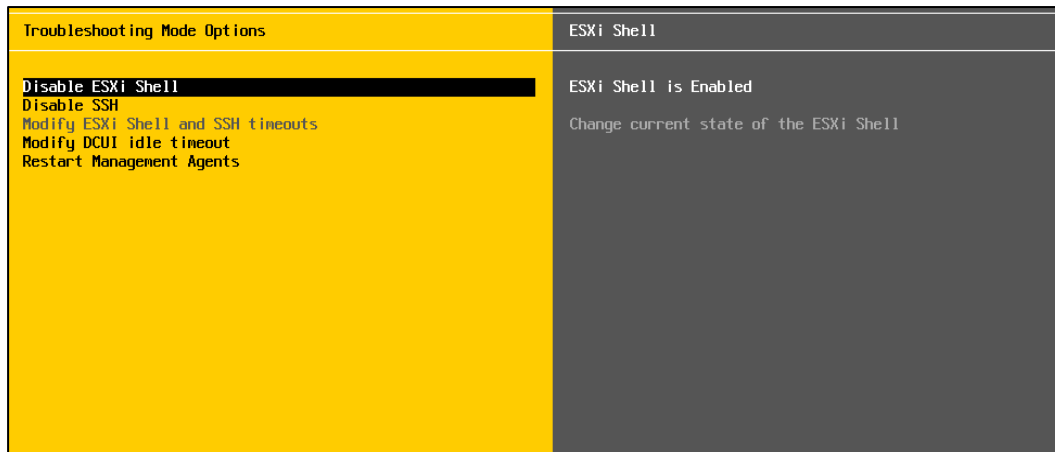 Troubleshooting Mode Options
Disable ESXi Shell
Disable SSH
Modify ESXi Shell and SSH timeouts
Modify DCUI idle timeout
Restart Management Agents
ESXi Shell
ESXi Shell is Enabled
Change current state of the ESXi Shell